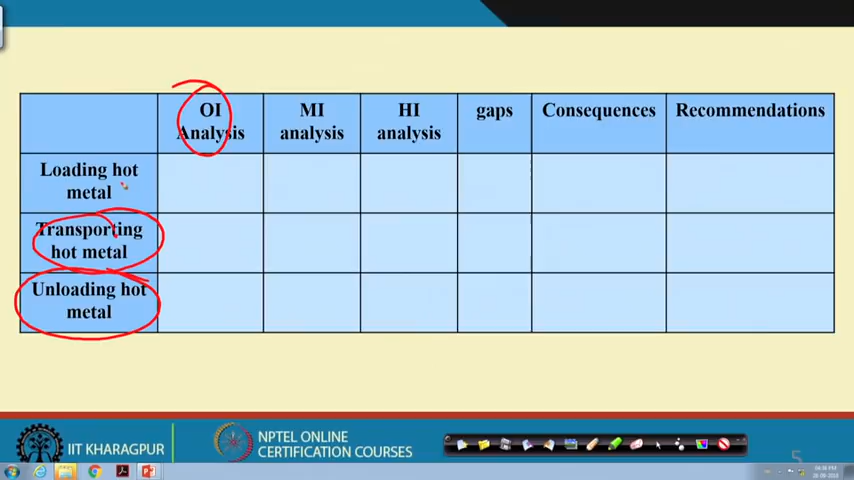 OI MI HI gaps Consequences Recommendations
Analysis analysis analysis
Loading hot
metal
Transporting
hot metal
Unloading hot
metal
IIT KHARAGPUR
NPTEL ONLINE
CERTIFICATION COURSES
5